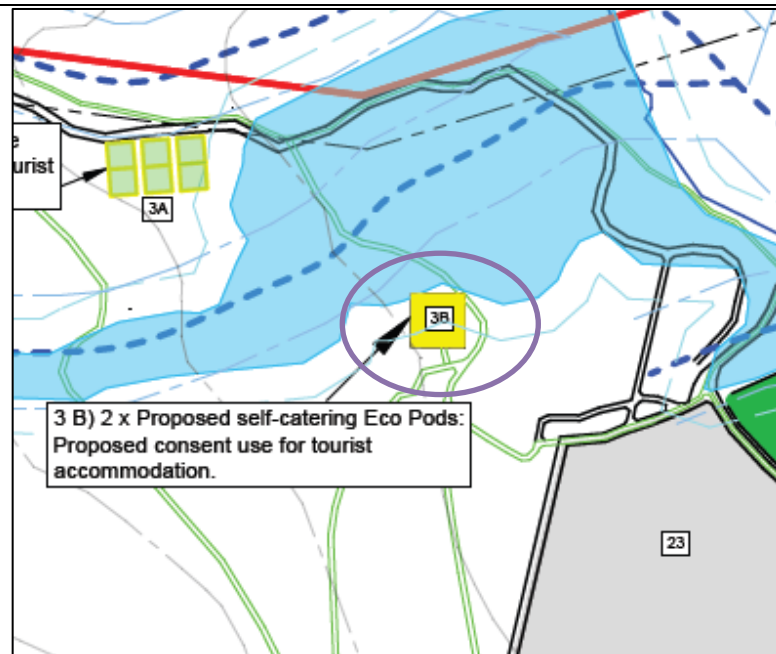 e
urist
3A
3B
3 B) 2 x Proposed self-catering Eco Pods:
Proposed consent use for tourist
accommodation.
23